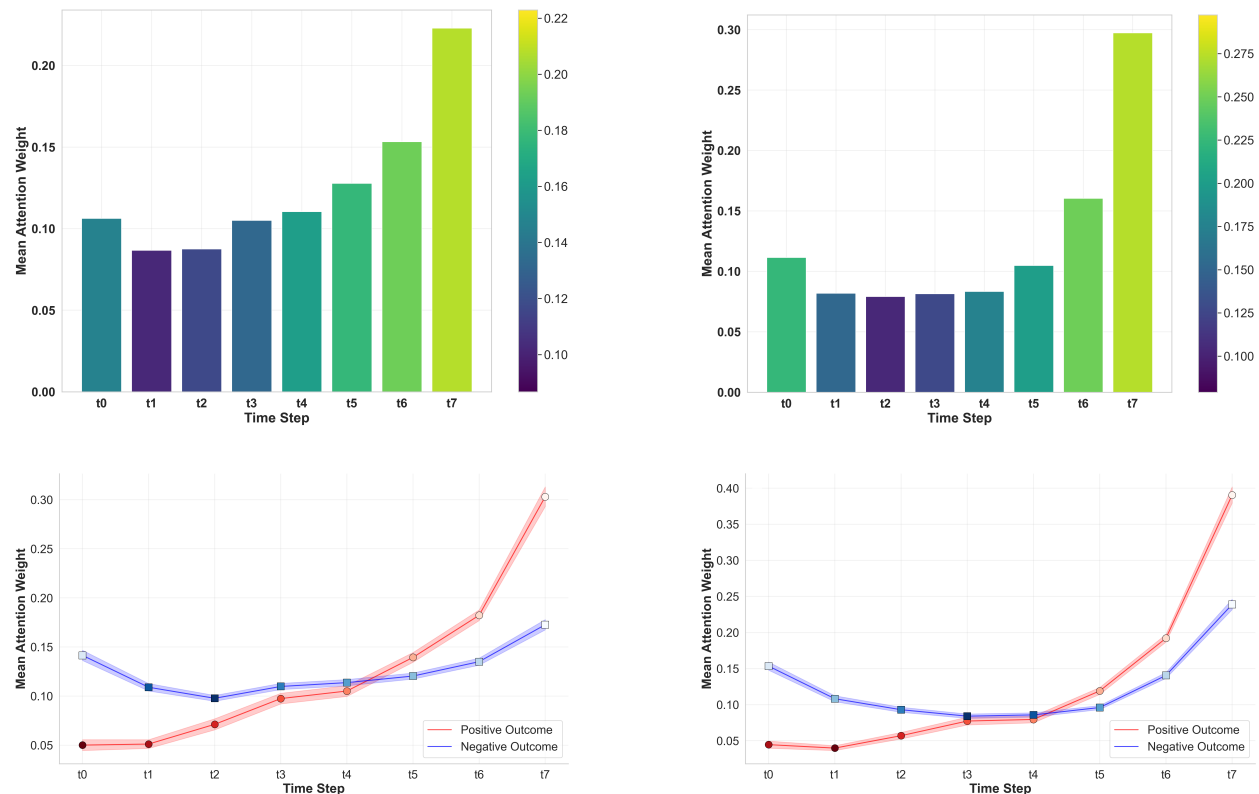 Mean Attention Weight
0.20
0.15
0.10
0.05
0.00
t0 t1 t2 t3 t4 t5 t6 t7
Time Step
0.22
0.20
0.18
0.16
0.14
0.12
0.10
Mean Attention Weight
0.30
0.25
0.20
0.15
0.10
0.05
0.00
t0 t1 t2 t3 t4 t5 t6 t7
Time Step
0.275
0.250
0.225
0.200
0.175
0.150
0.125
0.100
Mean Attention Weight
0.30
0.25
0.20
0.15
0.10
0.05
Positive Outcome
Negative Outcome
t0 t1 t2 t3 t4 t5 t6 t7
Time Step
Mean Attention Weight
0.40
0.35
0.30
0.25
0.20
0.15
0.10
0.05
Positive Outcome
Negative Outcome
t0 t1 t2 t3 t4 t5 t6 t7
Time Step